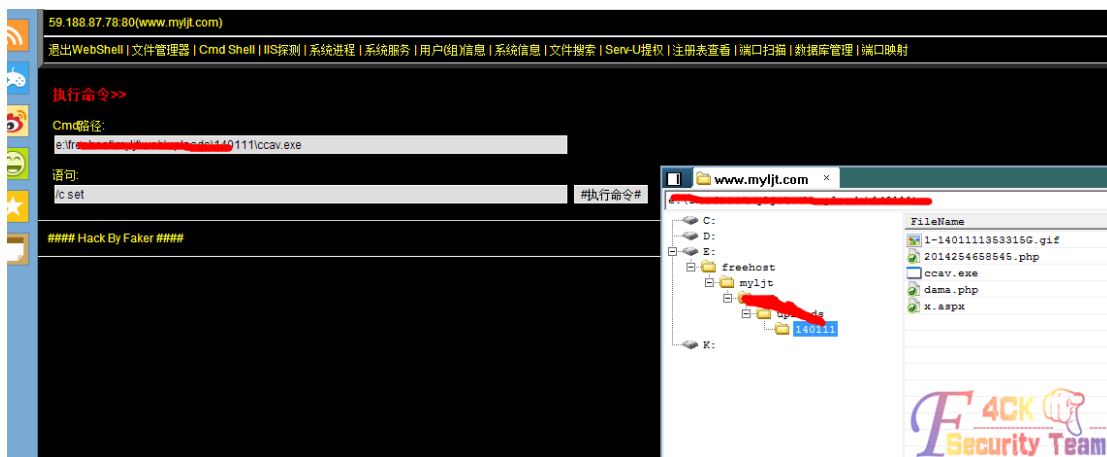 59.188.87.78:80(www.myljt.com)
退出WebShell | 文件管理器 | Cmd Shell | IIS探测 | 系统进程 | 系统服务 | 用户(组)信息 | 系统信息 | 文件搜索 | Serv-U提权 | 注册表查看 | 端口扫描 | 数据库管理 | 端口映射
执行命令>>
Cmd路径:
e:\fre 140111\ccav.exe
语句:
/c set
#执行命令#
#### Hack By Faker ####
www.myljt.com ×
C:
D:
E:
freehost
myljt
140111
K:
FileName
1-1401111353315G.gif
2014254658545.php
ccav.exe
dama.php
x.aspx
F4CK
Security Team